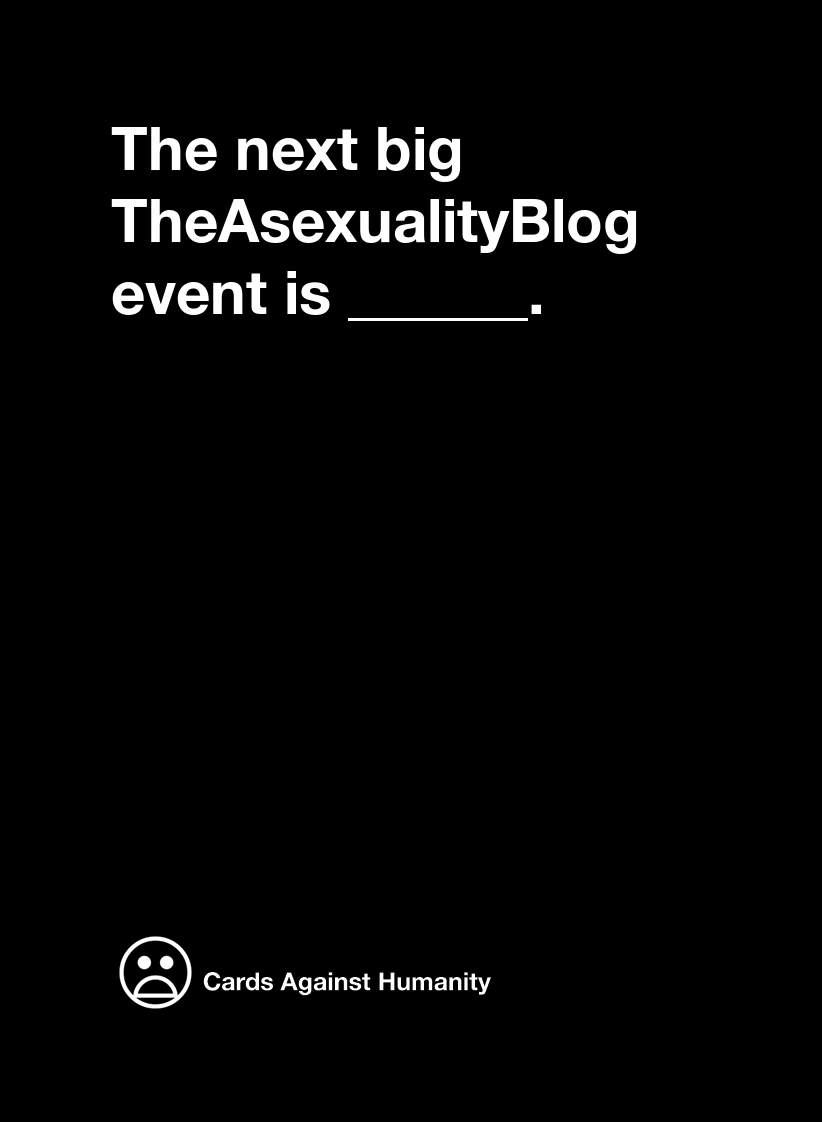 The next big
TheAsexualityBlog
event is ______.
Cards Against Humanity